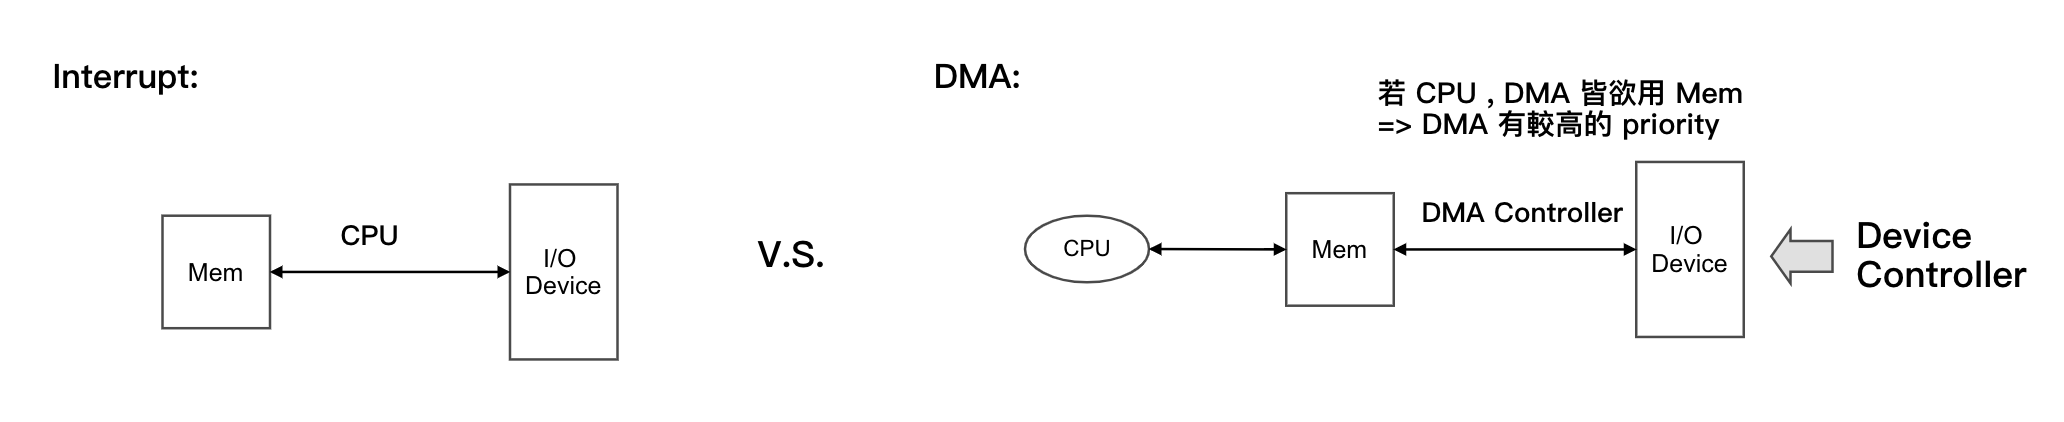 Interrupt:
Mem
CPU
I/O
Device
V.S.
DMA:
若 CPU , DMA 皆欲用 Mem
=> DMA 有較高的 priority
CPU
Mem
DMA Controller
I/O
Device
Device
Controller